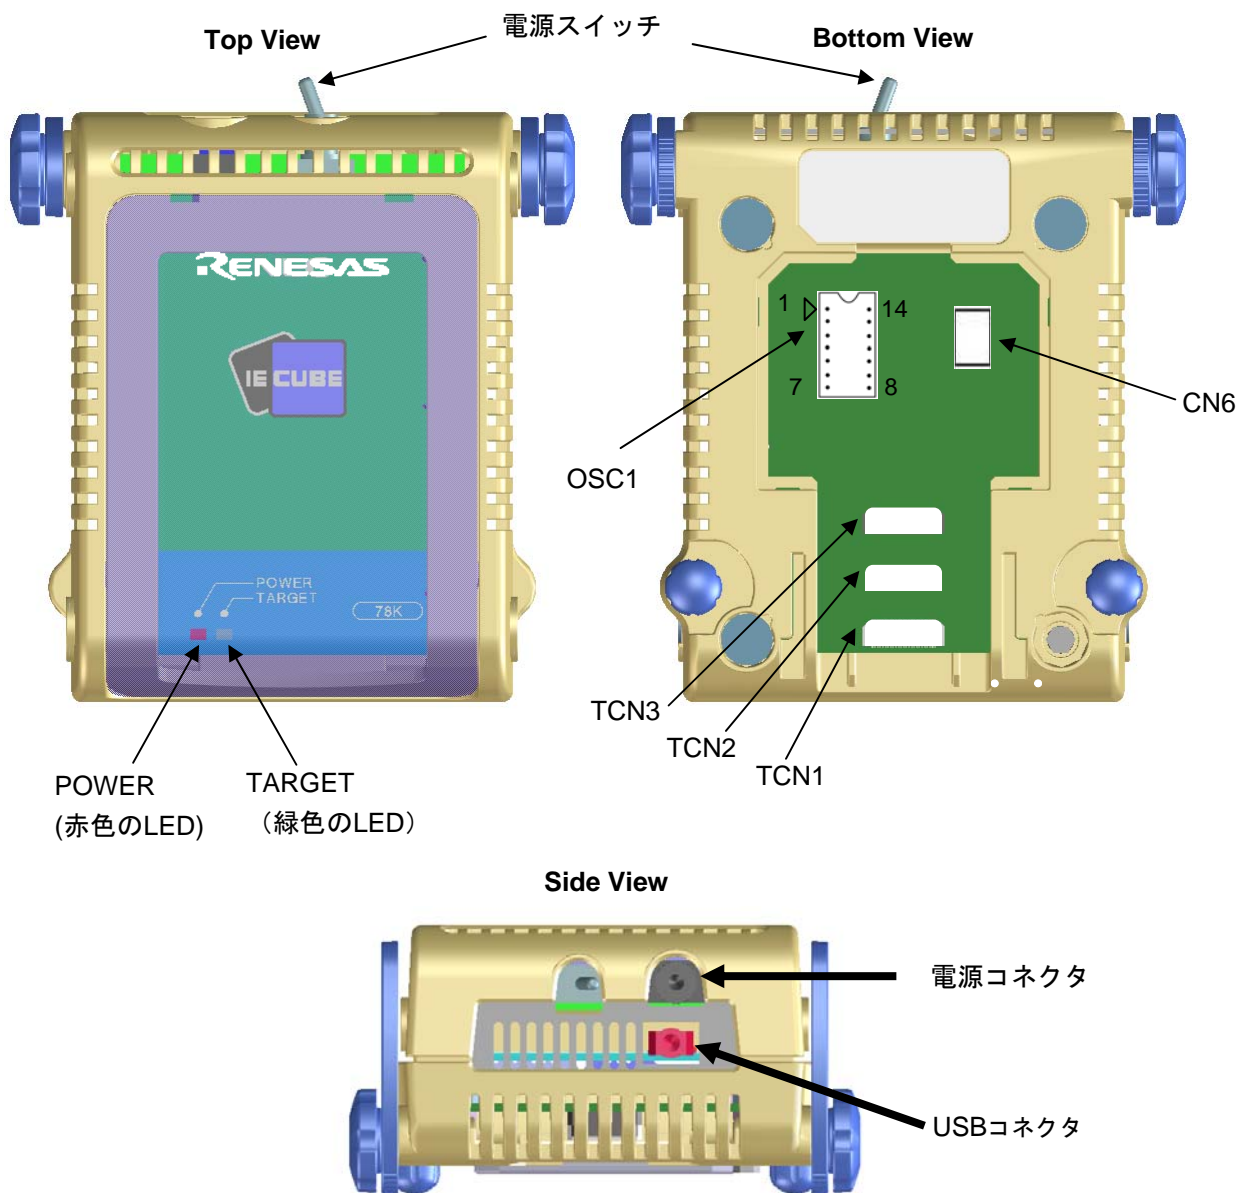 電源スイッチ
Top View
Bottom View
RENESAS
IE CUBE
POWER
TARGET
78K
1
14
7
8
CN6
OSC1
TCN3
TCN2
TCN1
POWER
(赤色のLED)
TARGET
（緑色のLED）
Side View
電源コネクタ
USBコネクタ